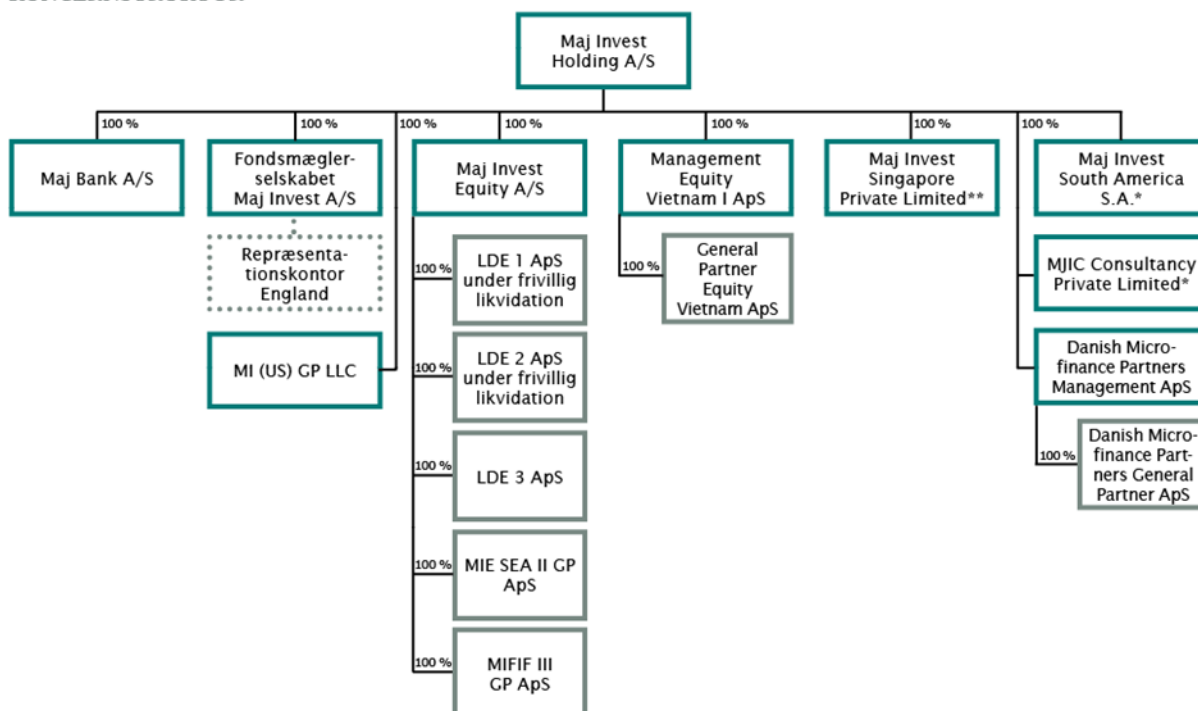 Maj Invest
Holding A/S
100 %
100 %
100 %
100 %
100 %
100 %
100 %
Maj Bank A/S
Fondsmægler-
selskabet
Maj Invest A/S
Maj Invest
Equity A/S
Management
Equity
Vietnam I ApS
Maj Invest
Singapore
Private Limited**
Maj Invest
South America
S.A.*
Repræsenta-
tionskontor
England
MI (US) GP LLC
100 %
LDE 1 ApS
under frivillig
likvidation
100 %
LDE 2 ApS
under frivillig
likvidation
100 %
LDE 3 ApS
100 %
MIE SEA II GP
ApS
100 %
MIFIF III
GP ApS
100 %
General
Partner
Equity
Vietnam ApS
MJIC Consultancy
Private Limited*
Danish Micro-
finance Partners
Management ApS
100 %
Danish Micro-
finance Part-
ners General
Partner ApS